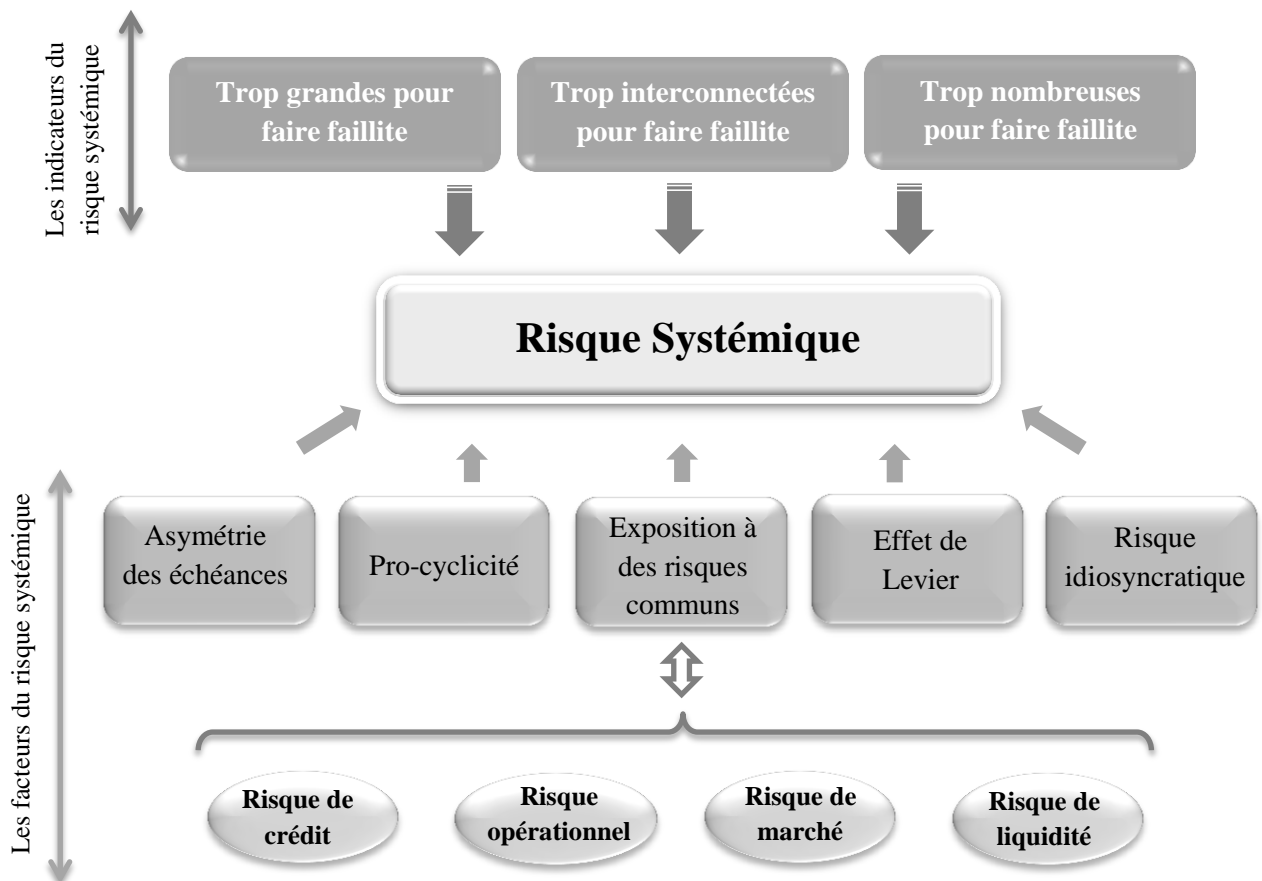 Les indicateurs du
risque systémique
Trop grandes pour
faire faillite
Trop interconnectées
pour faire faillite
Trop nombreuses
pour faire faillite
Risque Systémique
Les facteurs du risque systémique
Asymétrie
des échéances
Pro-cyclicité
Exposition à
des risques
communs
Effet de
Levier
Risque
idiosyncratique
Risque de
crédit
Risque
opérationnel
Risque de
marché
Risque de
liquidité